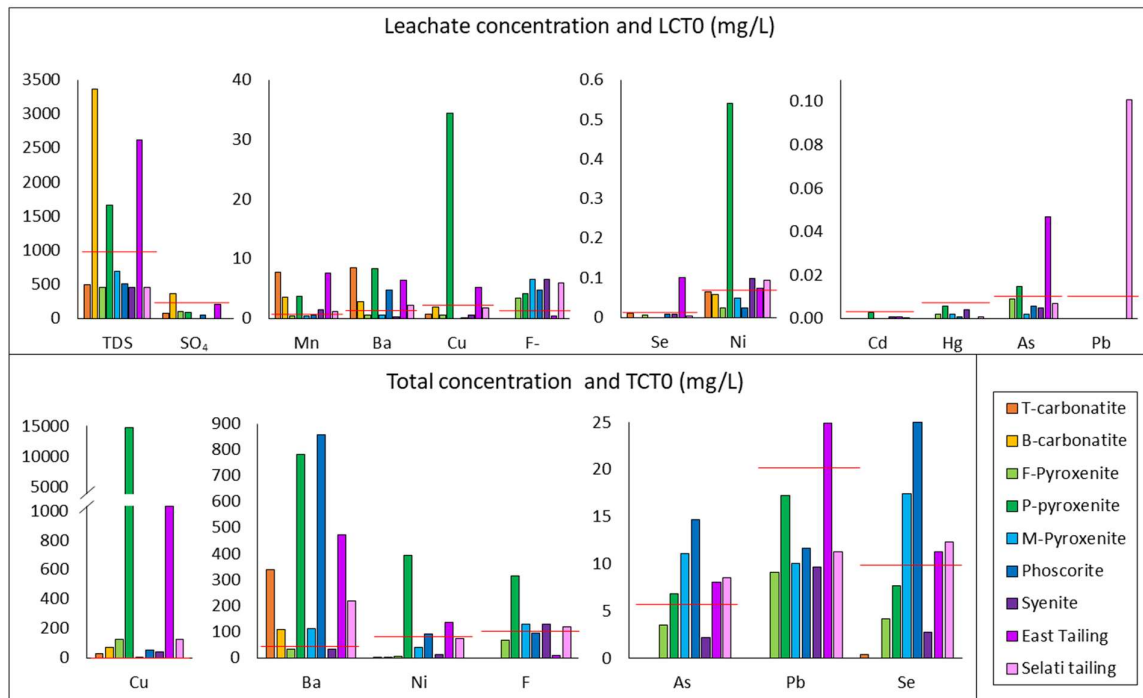 Leachate concentration and LCT0 (mg/L)
3500
3000
2500
2000
1500
1000
500
0
TDS SO4
40
30
20
10
0
Mn Ba Cu F-
0.6
0.5
0.4
0.3
0.2
0.1
0
Se Ni
0.10
0.08
0.06
0.04
0.02
0.00
Cd Hg As Pb
Total concentration and TCT0 (mg/L)
15000
10000
5000
1000
800
600
400
200
0
Cu
900
800
700
600
500
400
300
200
100
0
Ba Ni F
25
20
15
10
5
0
As Pb Se
T-carbonatite
B-carbonatite
F-Pyroxenite
P-pyroxenite
M-Pyroxenite
Phoscorite
Syenite
East Tailing
Selati tailing